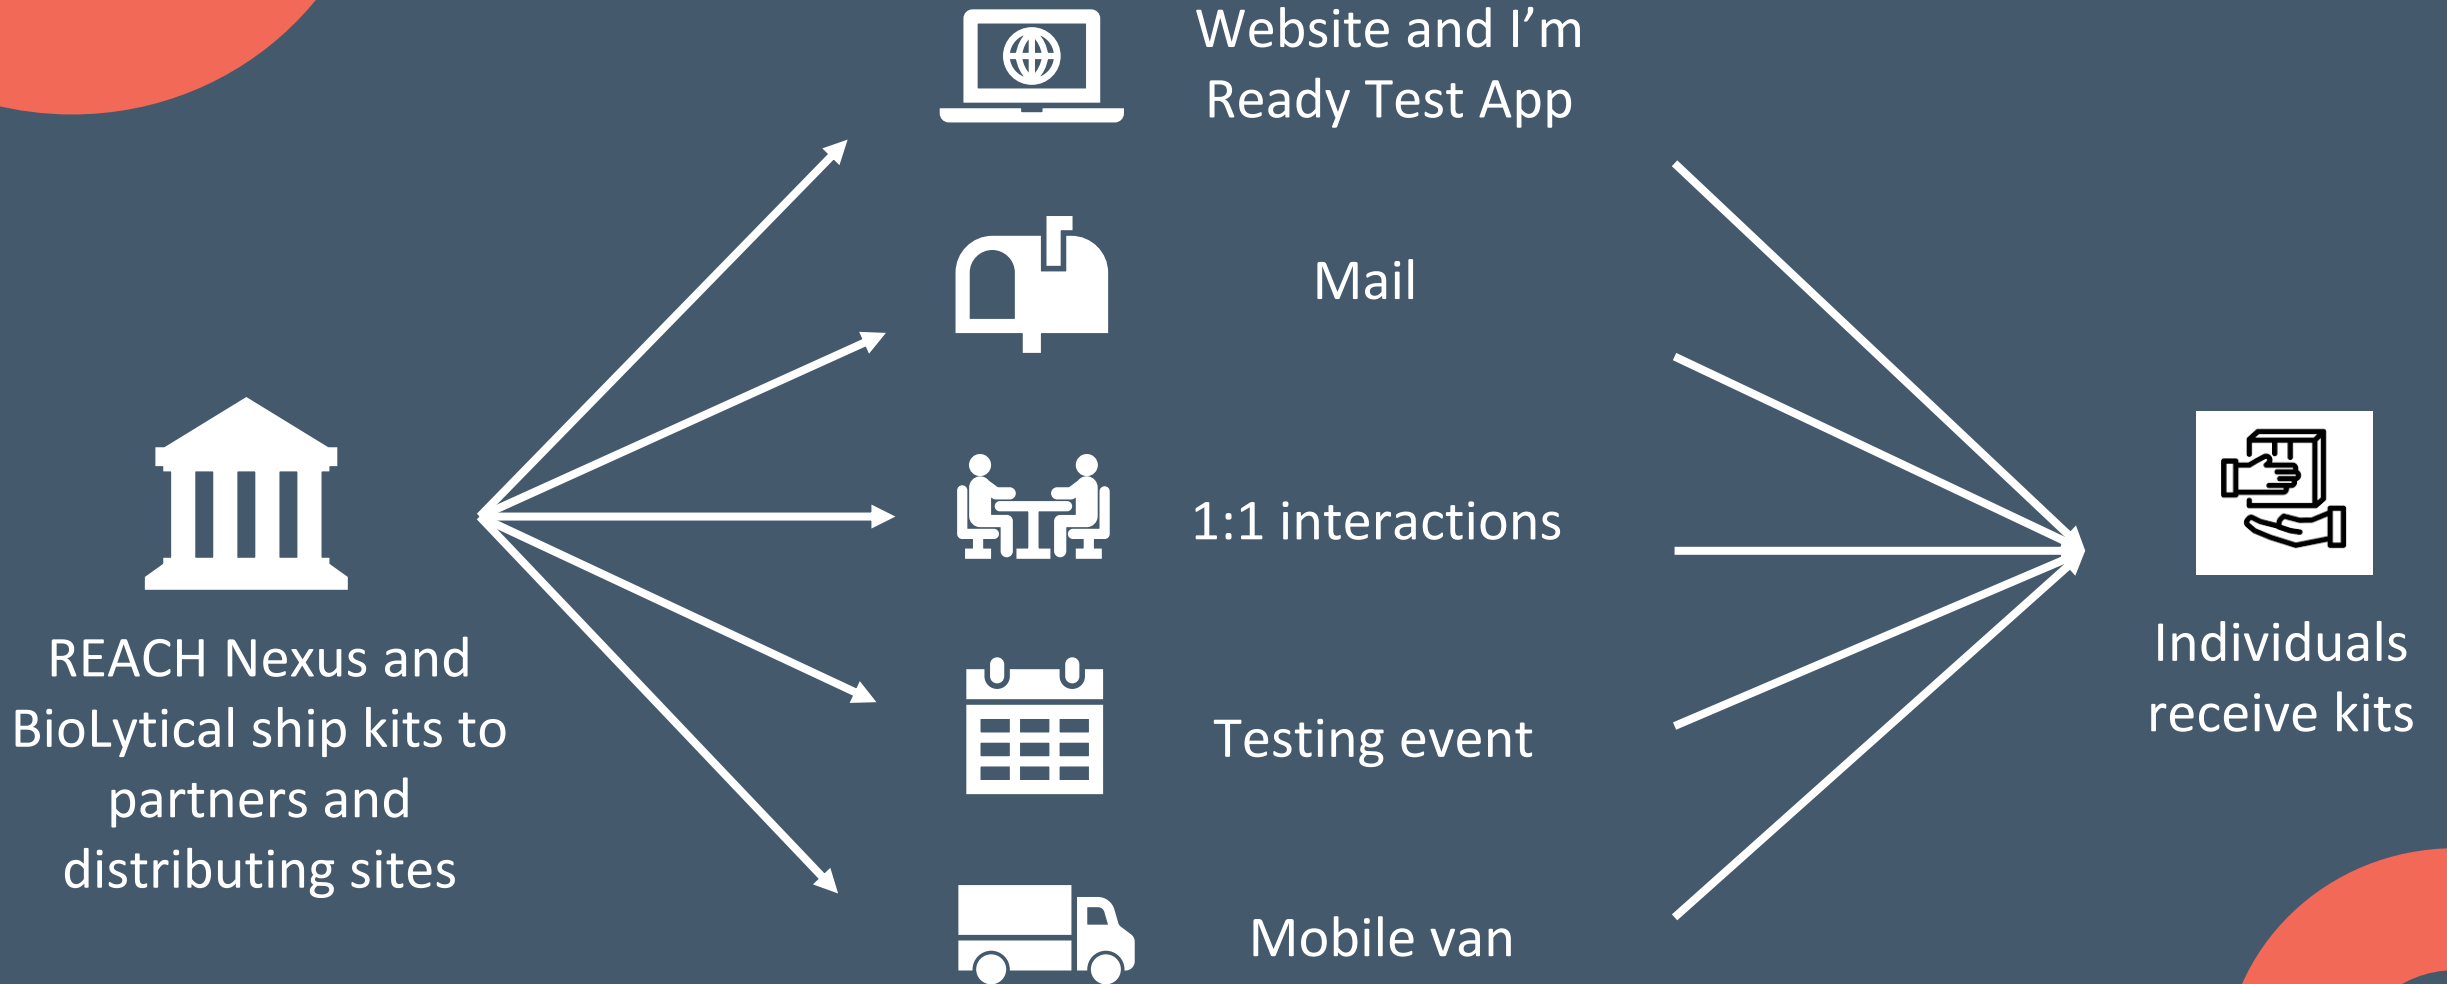 Website and I’m
Ready Test App
Mail
1:1 interactions
Testing event
Mobile van
REACH Nexus and
BioLytical ship kits to
partners and
distributing sites
Individuals
receive kits